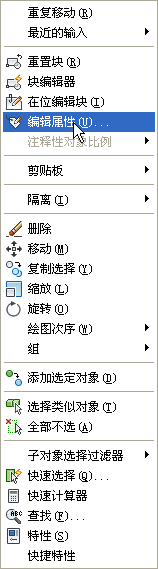 重复移动(R)
最近的输入
重置块(R)
块编辑器
在位编辑块(I)
编辑属性(U)...
注释性对象比例
剪贴板
隔离(I)
删除
移动(M)
复制选择(Y)
缩放(L)
旋转(O)
绘图次序(W)
组
添加选定对象(D)
选择类似对象(T)
全部不选(A)
子对象选择过滤器
快速选择(Q)...
快速计算器
查找(F)...
特性(S)
快捷特性